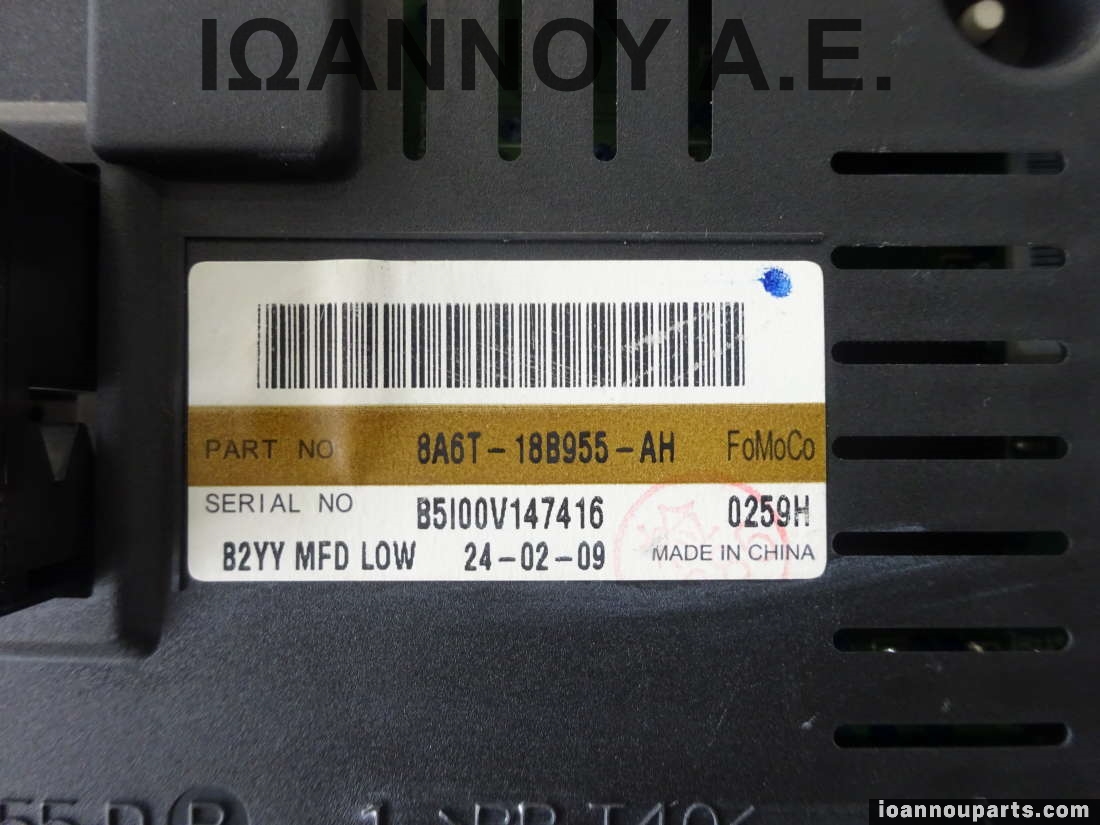 ΙΩΑΝΝΟΥ Α.Ε.
PART NO 8A6T-18B955-AH FoMoCo
SERIAL NO B5I00V147416 0259H
B2YY MFD LOW 24-02-09 MADE IN CHINA
ioannouparts.com